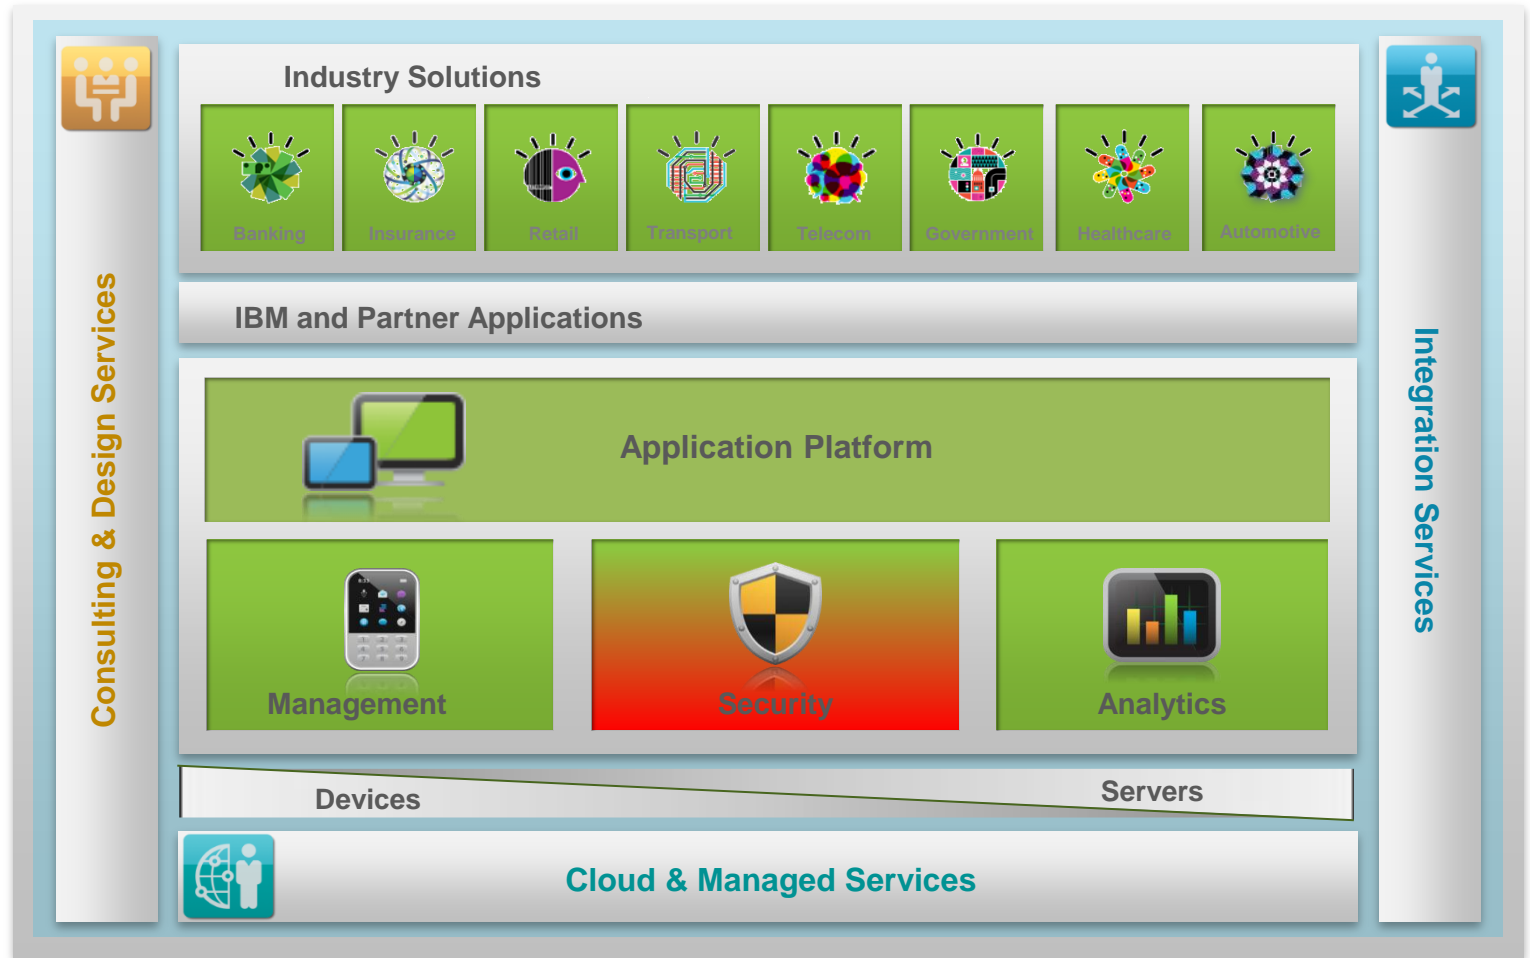 Industry Solutions
Banking
Insurance
Retail
Transport
Telecom
Government
Healthcare
Automotive
IBM and Partner Applications
Consulting & Design Services
Integration Services
Application Platform
Management
Security
Analytics
Devices
Servers
Cloud & Managed Services